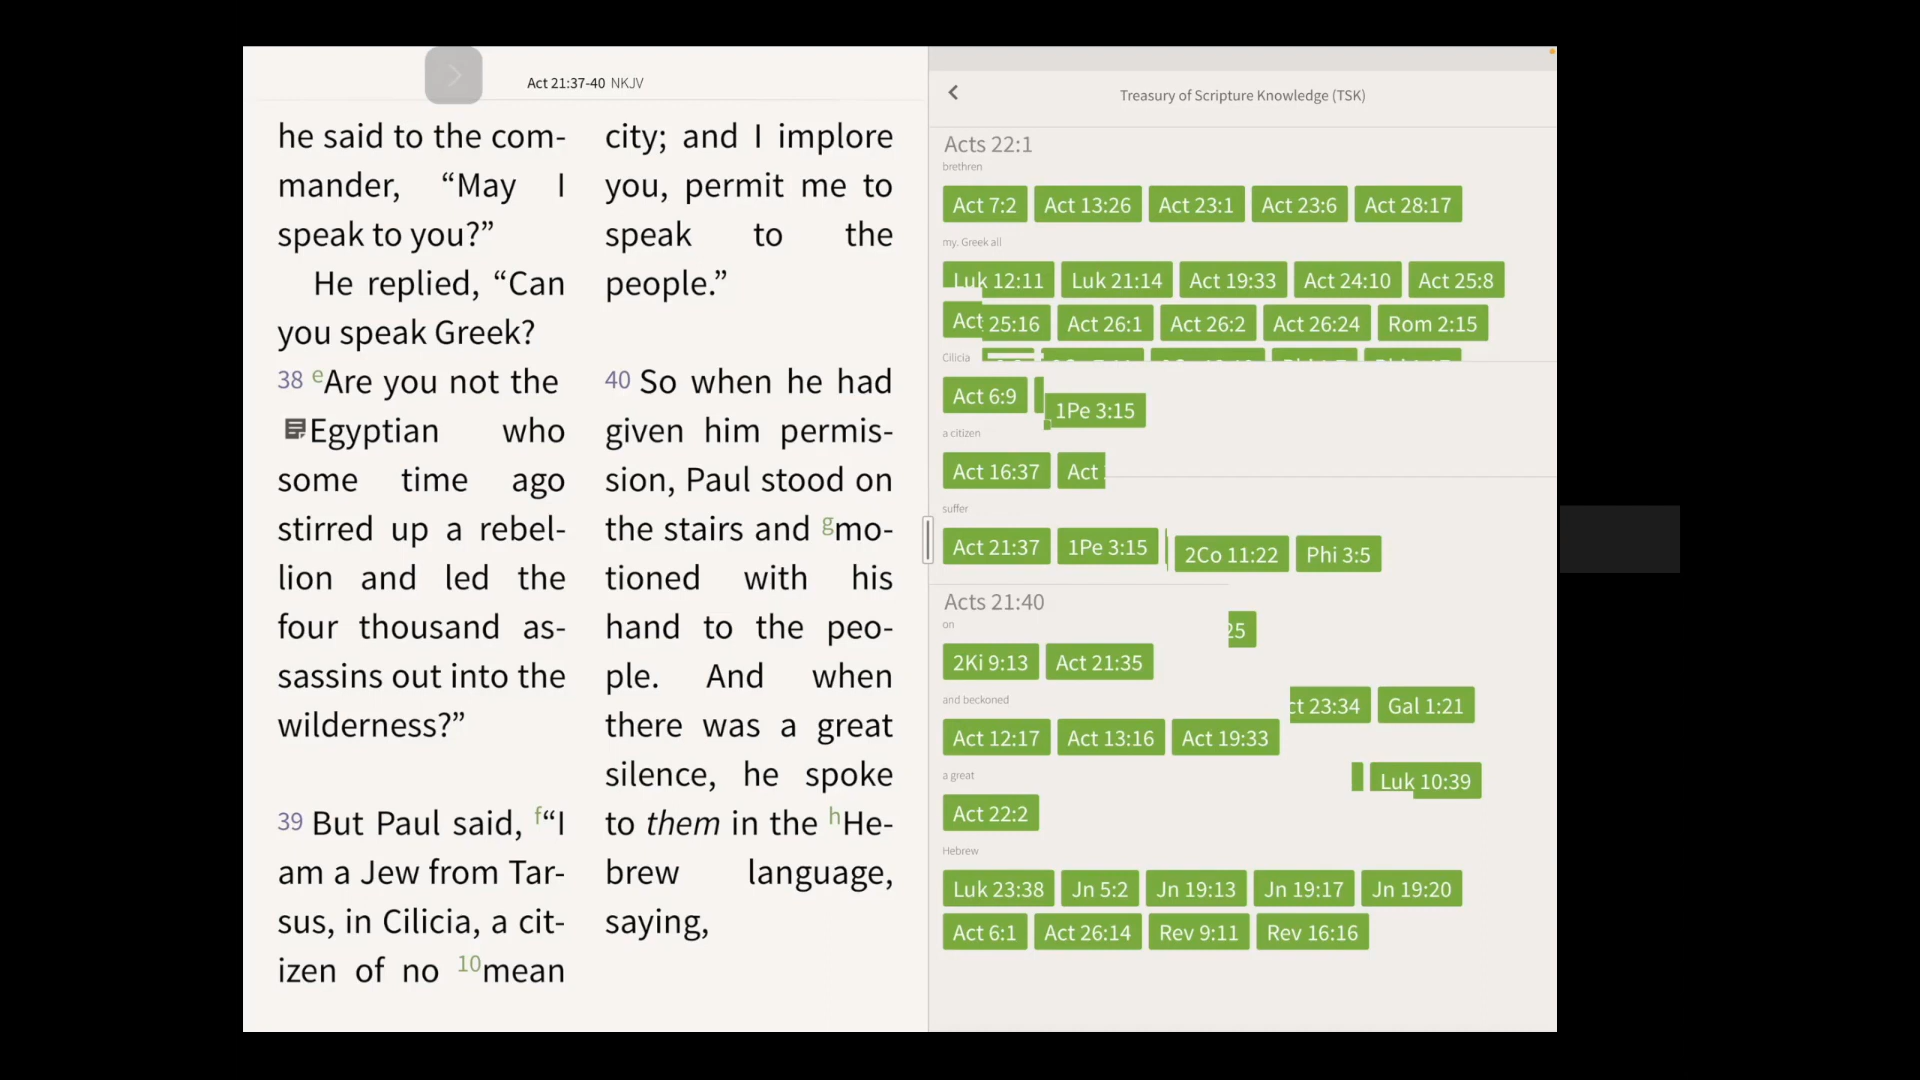 Act 21:37-40 NKJV
he said to the com-
mander, “May I
speak to you?”
He replied, “Can
you speak Greek?
38 eAre you not the
Egyptian who
some time ago
stirred up a rebel-
lion and led the
four thousand as-
sassins out into the
wilderness?”
39 But Paul said, f“I
am a Jew from Tar-
sus, in Cilicia, a cit-
izen of no 10mean
city; and I implore
you, permit me to
speak to the
people.”
40 So when he had
given him permis-
sion, Paul stood on
the stairs and gmo-
tioned with his
hand to the peo-
ple. And when
there was a great
silence, he spoke
to them in the hHe-
brew language,
saying,
Treasury of Scripture Knowledge (TSK)
Acts 22:1
brethren
Act 7:2 Act 13:26 Act 23:1 Act 23:6 Act 28:17
my. Greek all
Luk 12:11 Luk 21:14 Act 19:33 Act 24:10 Act 25:8
Act 25:16 Act 26:1 Act 26:2 Act 26:24 Rom 2:15
Cilicia
Act 6:9 1Pe 3:15
a citizen
Act 16:37 Act
suffer
Act 21:37 1Pe 3:15 2Co 11:22 Phi 3:5
Acts 21:40
on
25
2Ki 9:13 Act 21:35
and beckoned
ct 23:34 Gal 1:21
Act 12:17 Act 13:16 Act 19:33
a great
Luk 10:39
Act 22:2
Hebrew
Luk 23:38 Jn 5:2 Jn 19:13 Jn 19:17 Jn 19:20
Act 6:1 Act 26:14 Rev 9:11 Rev 16:16